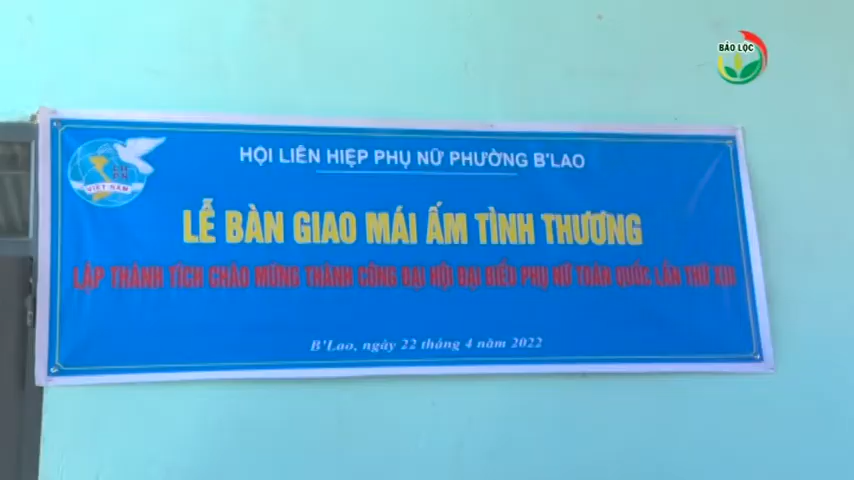 BẢO LỘC
HỘI LIÊN HIỆP PHỤ NỮ PHƯỜNG B'LAO
LH
PN
VIỆT NAM
LỄ BÀN GIAO MÁI ẤM TÌNH THƯƠNG
LẬP THÀNH TÍCH CHÀO MỪNG THÀNH CÔNG ĐẠI HỘI ĐẠI BIỂU PHỤ NỮ TOÀN QUỐC LẦN THỨ XIII
B'Lao, ngày 22 tháng 4 năm 2022